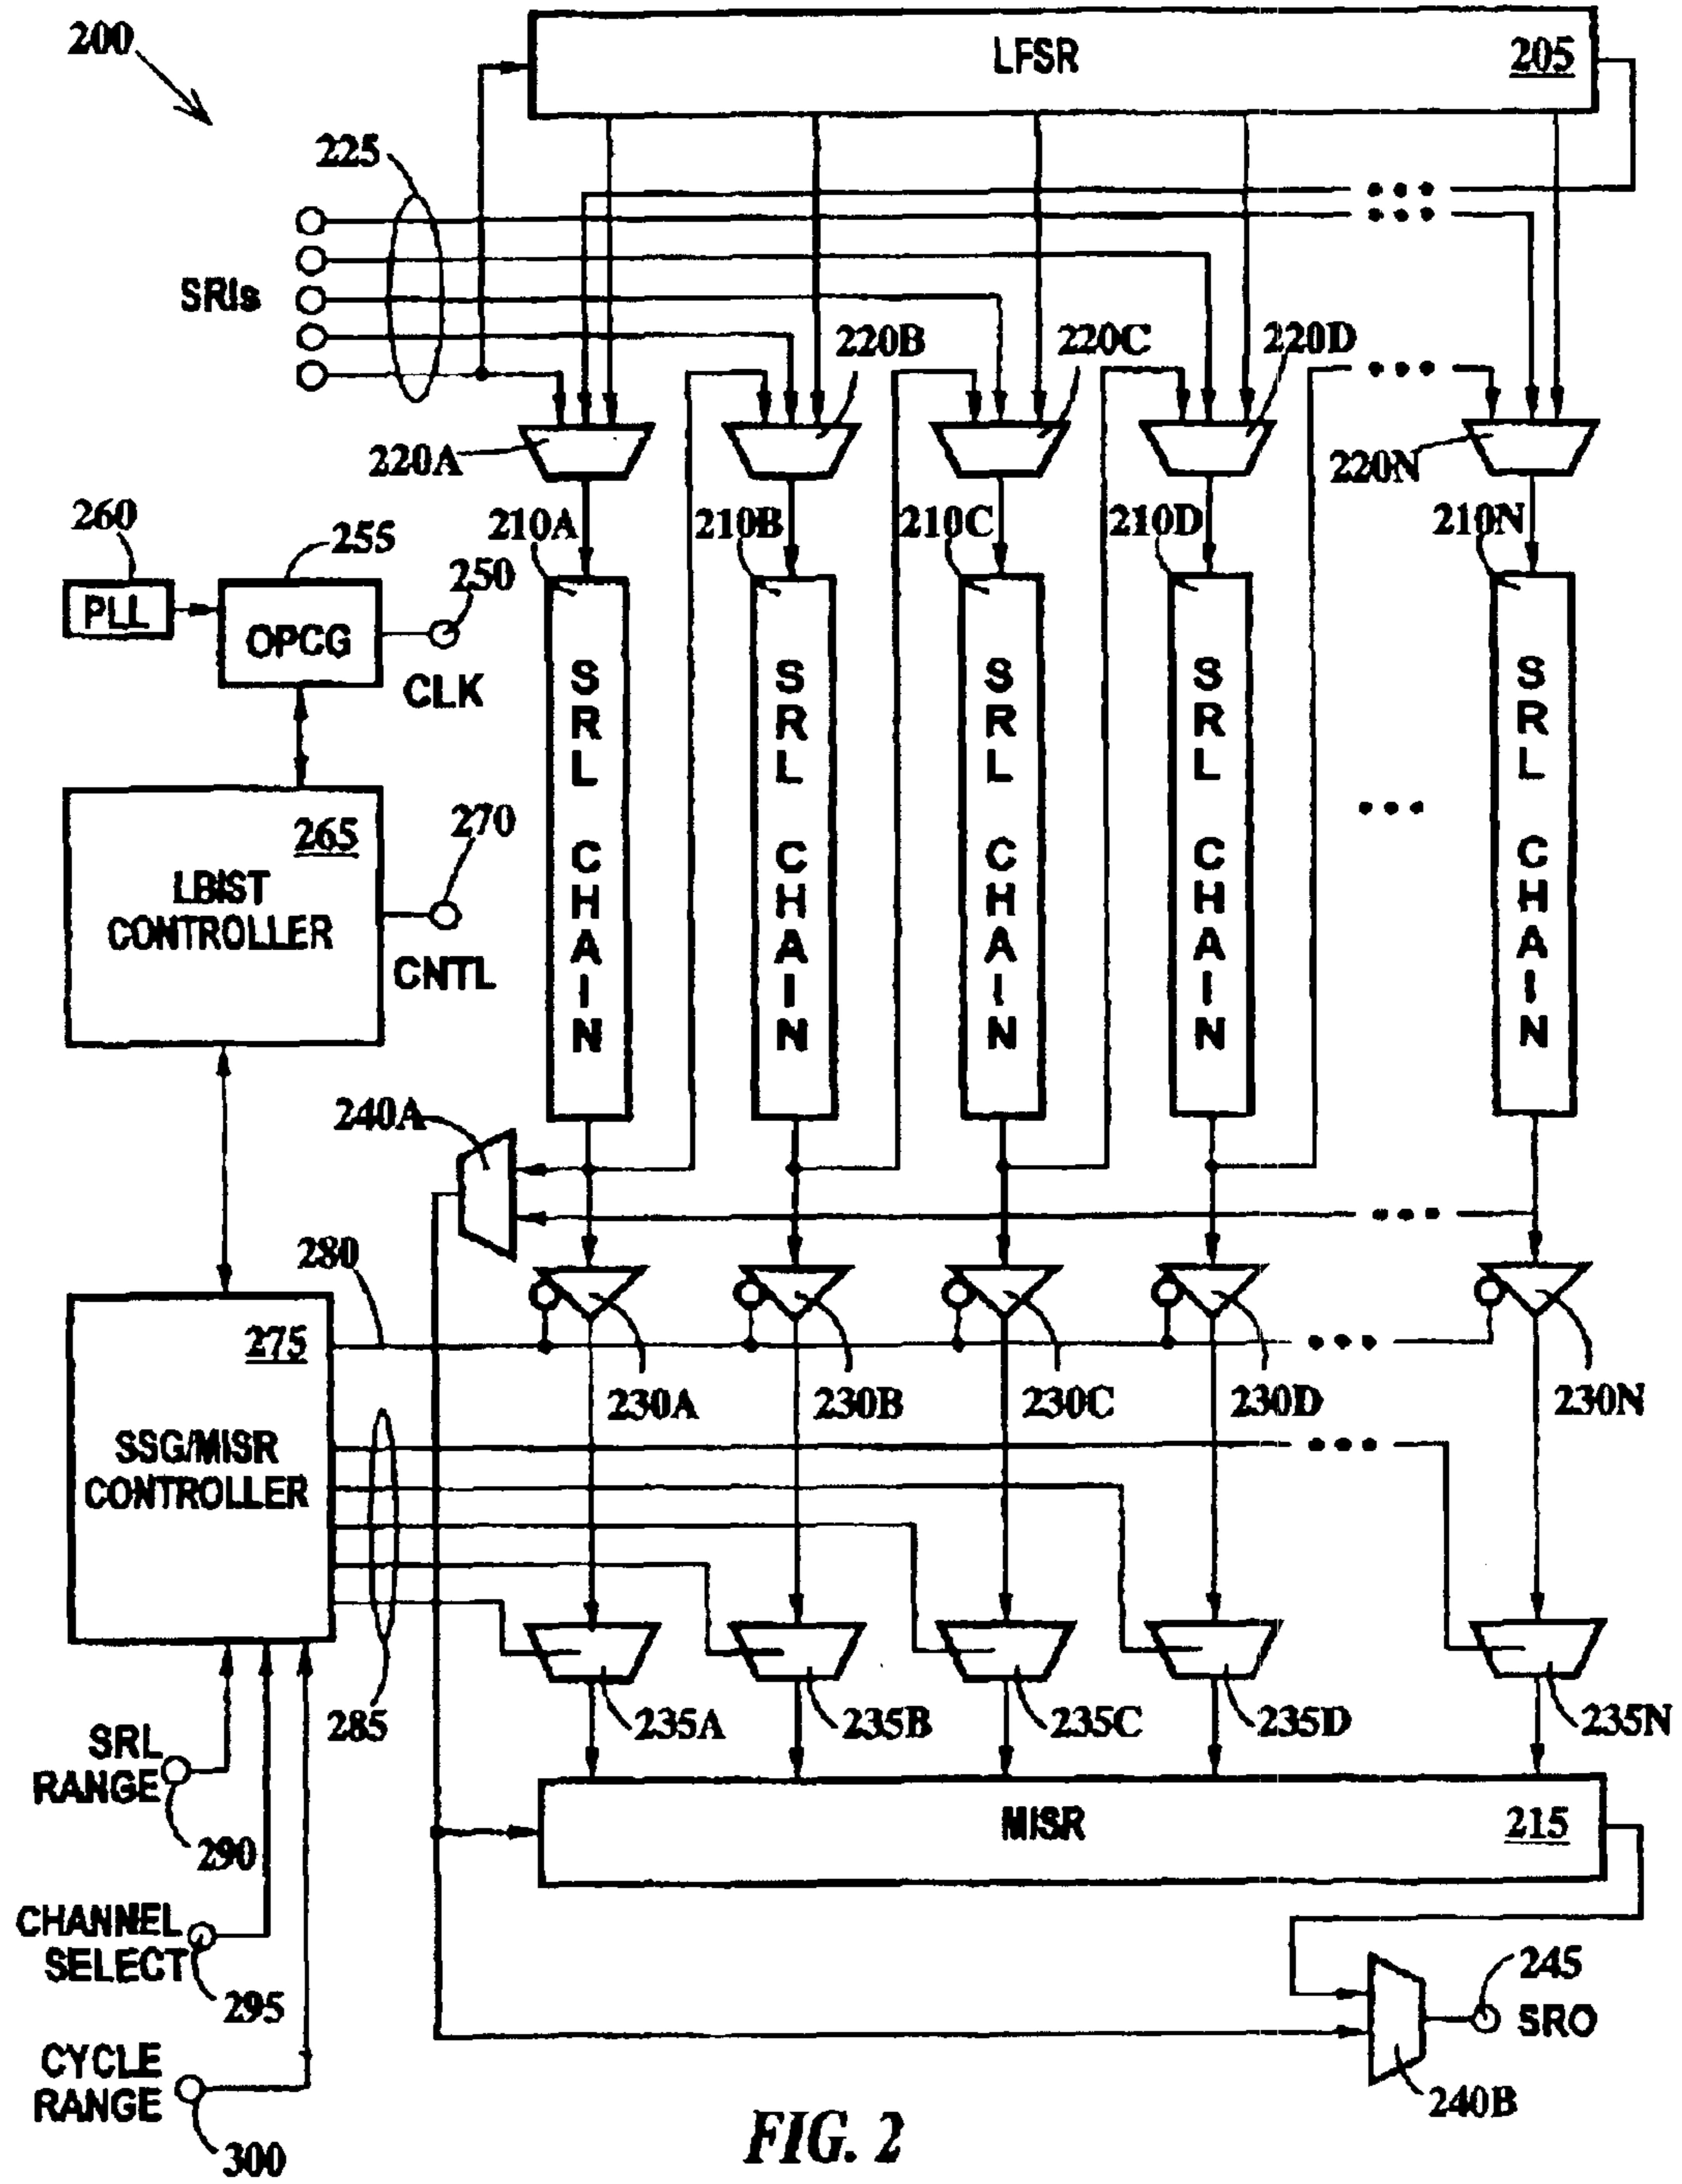 200
LFSR 205
225
SRIs
220B 220C 220D
220A 220N
260
255
210A 210B 210C 210D 210N
250
PLL
OPCG
CLK
SRL CHAIN
SRL CHAIN
SRL CHAIN
SRL CHAIN
SRL CHAIN
265
LBIST
CONTROLLER
270
CNTL
240A
280
275
SSG/MISR
CONTROLLER
230A 230B 230C 230D 230N
285
235A 235B 235C 235D 235N
SRL
RANGE
290
MISR 215
CHANNEL
SELECT
295
245
SRO
CYCLE
RANGE
300
240B
FIG. 2